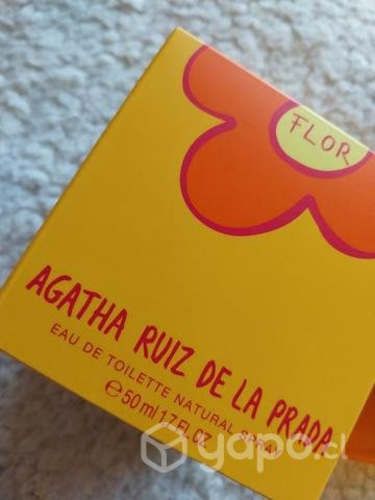 FLOR
AGATHA RUIZ DE LA PRADA
EAU DE TOILETTE NATURAL SPRAY
℮50 ml/1.7 FL.OZ
yapo.cl